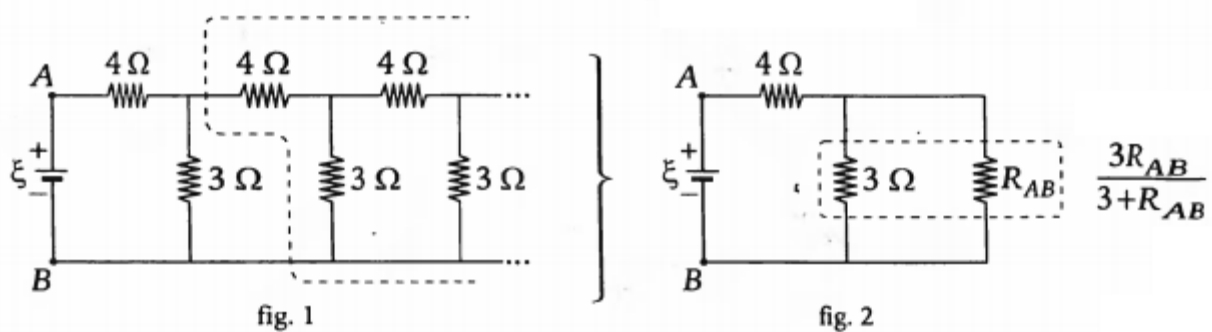 A 4 Ω 4 Ω 4 Ω ...
ξ + − 3 Ω 3 Ω 3 Ω
B ...
fig. 1
A 4 Ω
ξ + − 3 Ω R_AB
B
fig. 2
3R_AB
3+R_AB